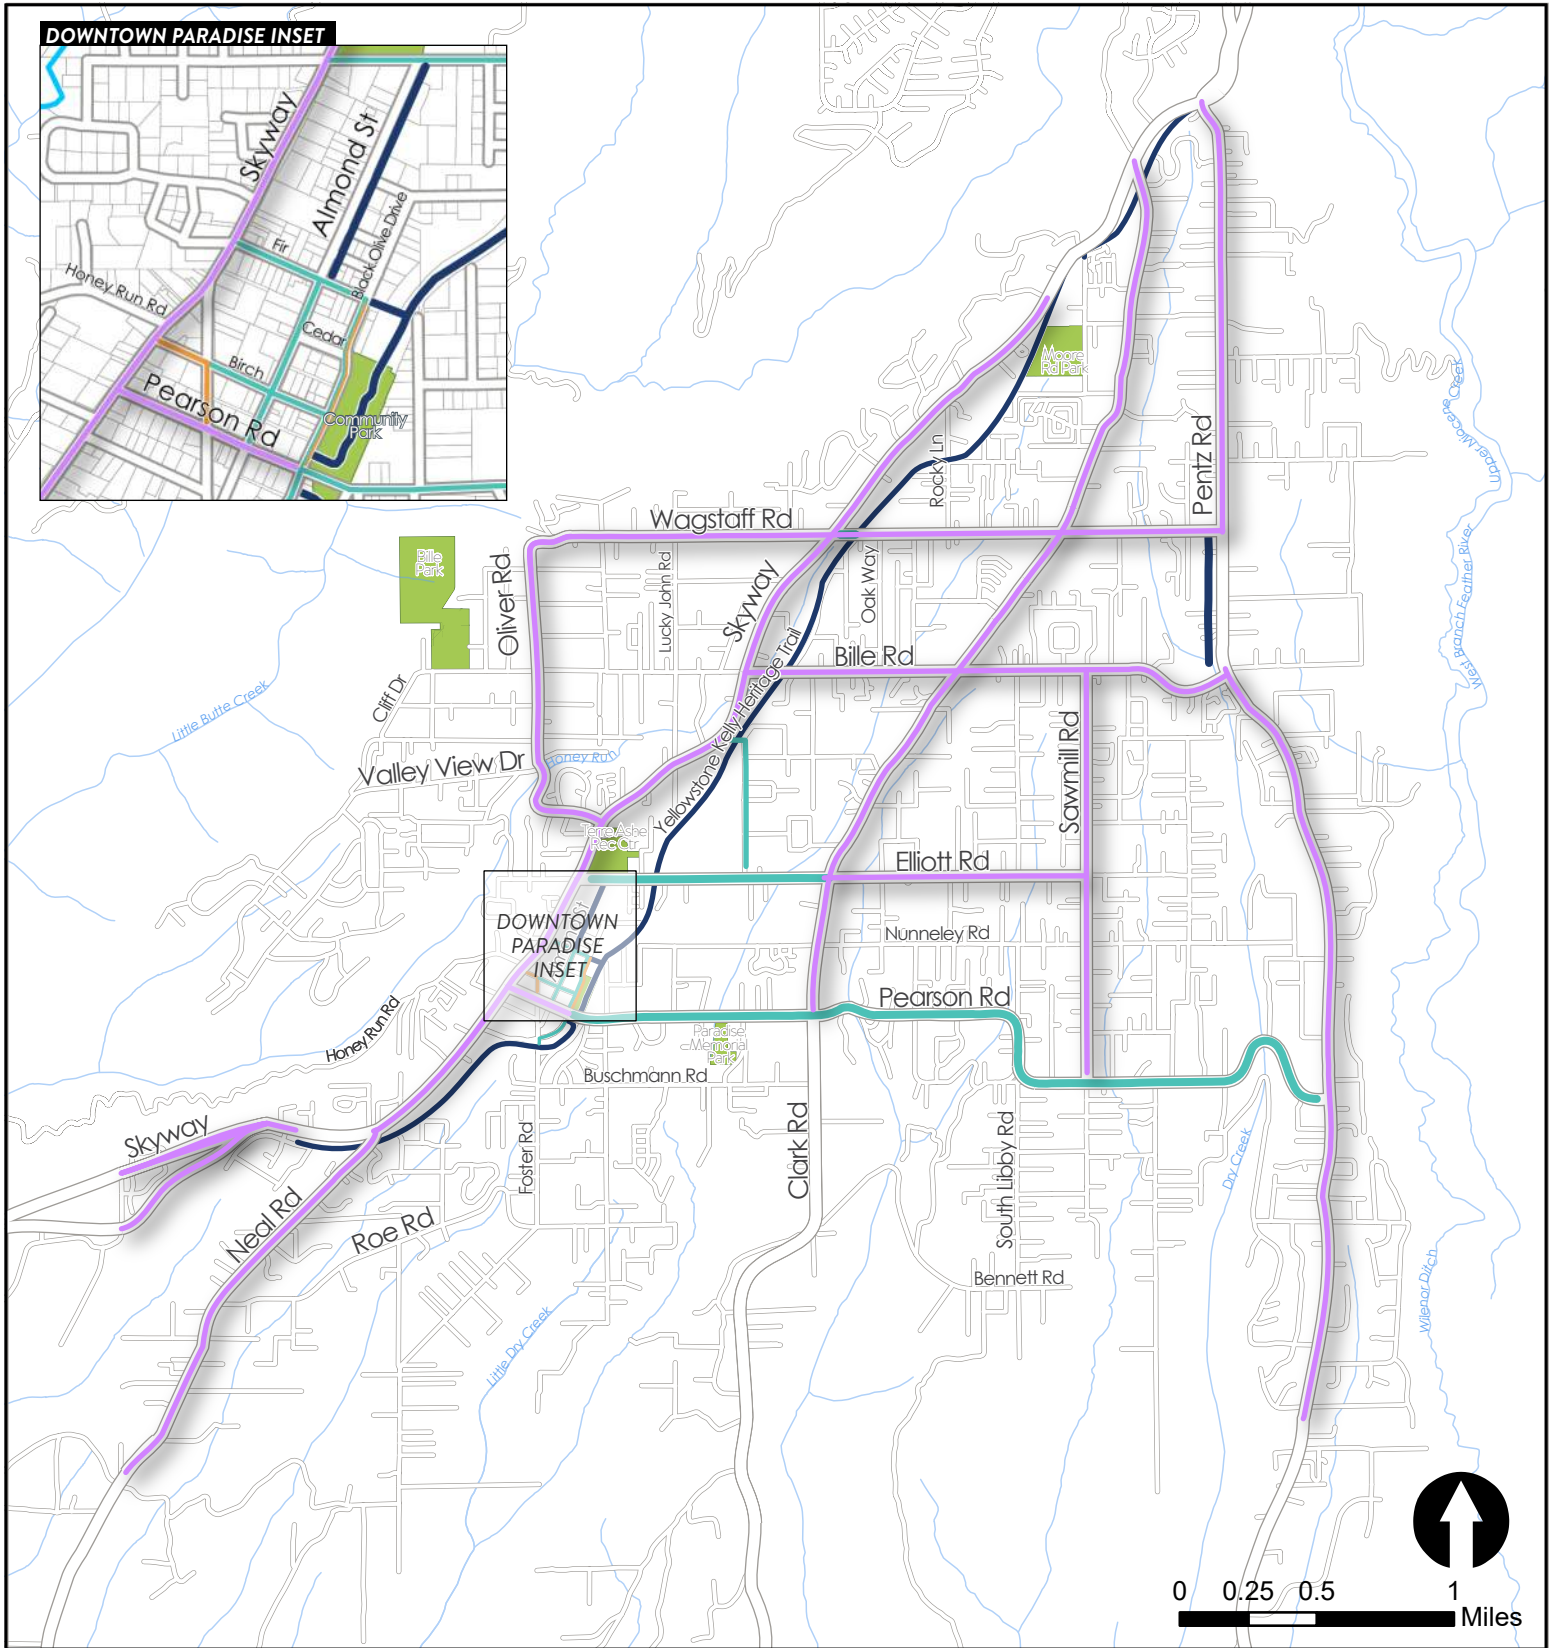 DOWNTOWN PARADISE INSET
Skyway
Almond St
Black Olive Drive
Fir
Honey Run Rd
Cedar
Birch
Pearson Rd
Community
Park
Moore
Rd Park
Upper Miocene Creek
Pentz Rd
Rocky Ln
Wagstaff Rd
Bille
Park
Oliver Rd
Lucky John Rd
Skyway
Oak Way
West Branch Feather River
Bille Rd
Cliff Dr
Little Butte Creek
Yellowstone Kelly Heritage Trail
Sawmill Rd
Valley View Dr
Honey Run
Terre Ashe
Rec Ctr
Elliott Rd
DOWNTOWN
PARADISE
INSET
Nunneley Rd
Pearson Rd
Honey Run Rd
Paradise
Memorial
Park
Buschmann Rd
Skyway
Foster Rd
Clark Rd
South Libby Rd
Dry Creek
Neal Rd
Roe Rd
Bennett Rd
Wilenor Ditch
Little Dry Creek
0 0.25 0.5 1
Miles